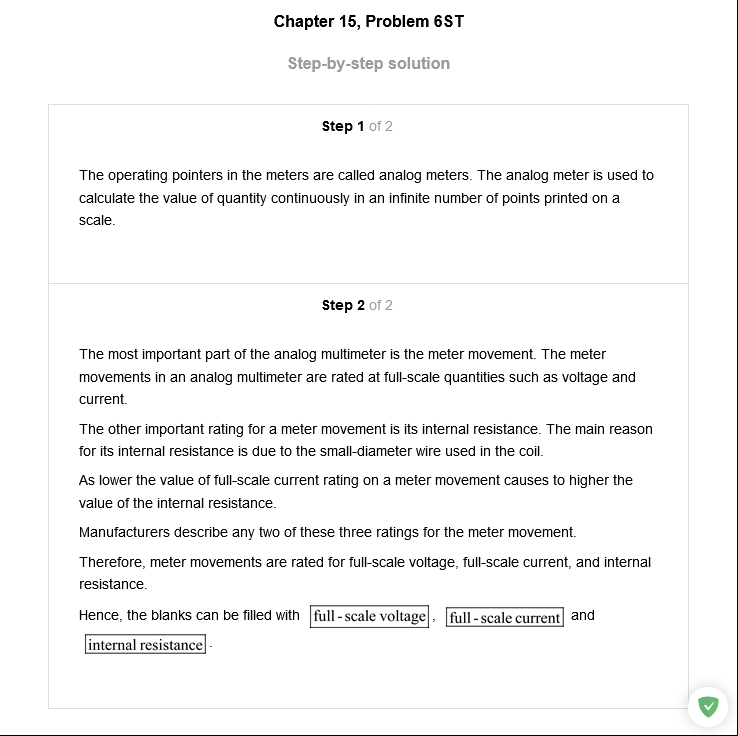 Chapter 15, Problem 6ST
Step-by-step solution
Step 1 of 2
The operating pointers in the meters are called analog meters. The analog meter is used to
calculate the value of quantity continuously in an infinite number of points printed on a
scale.
Step 2 of 2
The most important part of the analog multimeter is the meter movement. The meter
movements in an analog multimeter are rated at full-scale quantities such as voltage and
current.
The other important rating for a meter movement is its internal resistance. The main reason
for its internal resistance is due to the small-diameter wire used in the coil.
As lower the value of full-scale current rating on a meter movement causes to higher the
value of the internal resistance.
Manufacturers describe any two of these three ratings for the meter movement.
Therefore, meter movements are rated for full-scale voltage, full-scale current, and internal
resistance.
Hence, the blanks can be filled with full-scale voltage, full-scale current and
internal resistance.